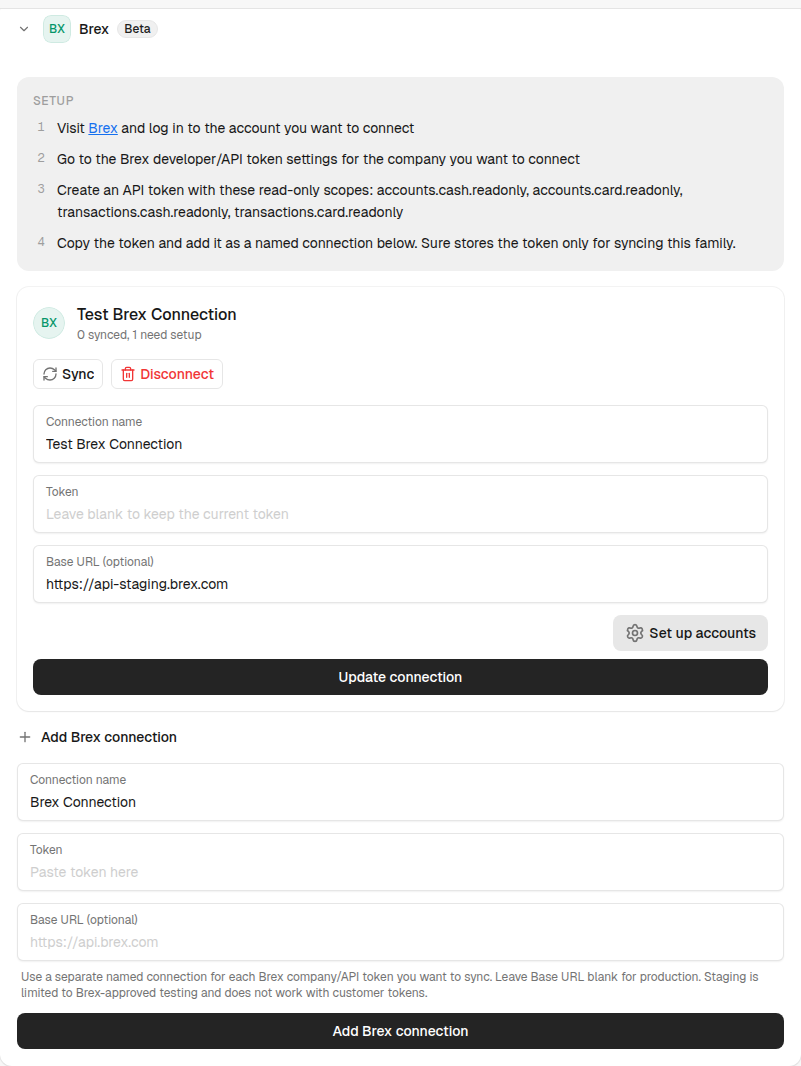 BX Brex Beta
SETUP
1 Visit Brex and log in to the account you want to connect
2 Go to the Brex developer/API token settings for the company you want to connect
3 Create an API token with these read-only scopes: accounts.cash.readonly, accounts.card.readonly,
transactions.cash.readonly, transactions.card.readonly
4 Copy the token and add it as a named connection below. Sure stores the token only for syncing this family.
BX Test Brex Connection
0 synced, 1 need setup
Sync Disconnect
Connection name
Test Brex Connection
Token
Leave blank to keep the current token
Base URL (optional)
https://api-staging.brex.com
Set up accounts
Update connection
Add Brex connection
Connection name
Brex Connection
Token
Paste token here
Base URL (optional)
https://api.brex.com
Use a separate named connection for each Brex company/API token you want to sync. Leave Base URL blank for production. Staging is
limited to Brex-approved testing and does not work with customer tokens.
Add Brex connection